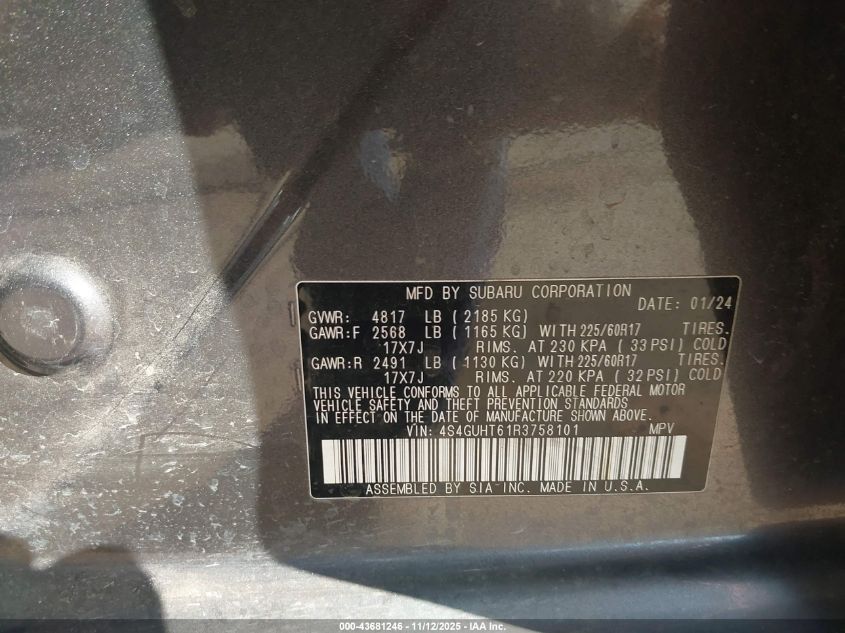 MFD BY SUBARU CORPORATION
DATE: 01/24
GVWR: 4817 LB ( 2185 KG)
GAWR:F 2568 LB ( 1165 KG) WITH 225/60R17 TIRES.
17X7J RIMS. AT 230 KPA ( 33 PSI) COLD
GAWR:R 2491 LB ( 1130 KG) WITH 225/60R17 TIRES.
17X7J RIMS. AT 220 KPA ( 32 PSI) COLD
THIS VEHICLE CONFORMS TO ALL APPLICABLE FEDERAL MOTOR
VEHICLE SAFETY AND THEFT PREVENTION STANDARDS
IN EFFECT ON THE DATE OF MANUFACTURE SHOWN ABOVE.
VIN: 4S4GUHT61R3758101 MPV
ASSEMBLED BY SIA INC. MADE IN U.S.A.
000-43681246 - 11/12/2025 - IAA Inc.